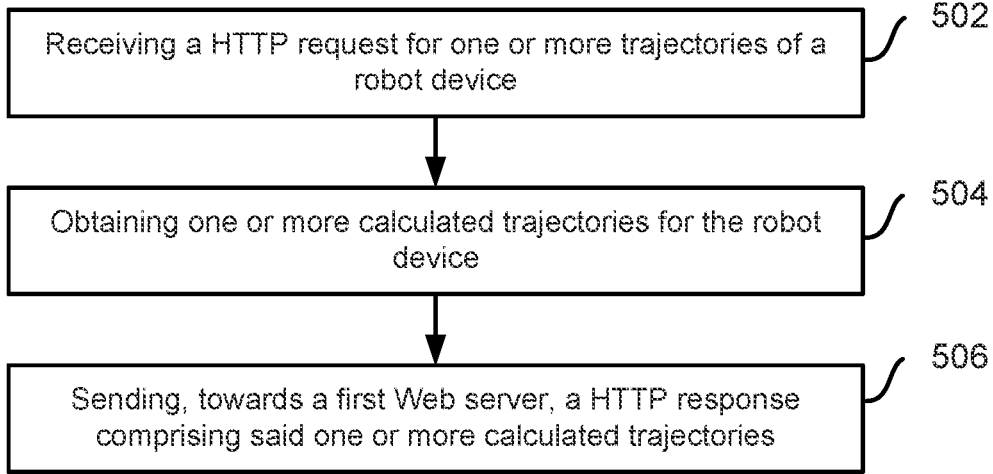 502
Receiving a HTTP request for one or more trajectories of a
robot device
504
Obtaining one or more calculated trajectories for the robot
device
506
Sending, towards a first Web server, a HTTP response
comprising said one or more calculated trajectories